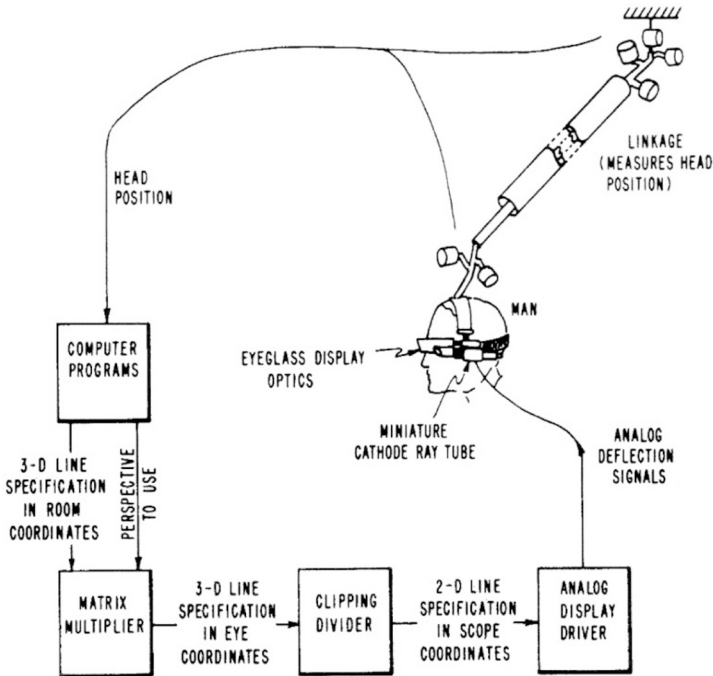 LINKAGE
(MEASURES HEAD
POSITION)
HEAD
POSITION
MAN
COMPUTER
PROGRAMS
EYEGLASS DISPLAY
OPTICS
MINIATURE
CATHODE RAY TUBE
ANALOG
DEFLECTION
SIGNALS
3-D LINE
SPECIFICATION
IN ROOM
COORDINATES
PERSPECTIVE
TO USE
MATRIX
MULTIPLIER
3-D LINE
SPECIFICATION
IN EYE
COORDINATES
CLIPPING
DIVIDER
2-D LINE
SPECIFICATION
IN SCOPE
COORDINATES
ANALOG
DISPLAY
DRIVER